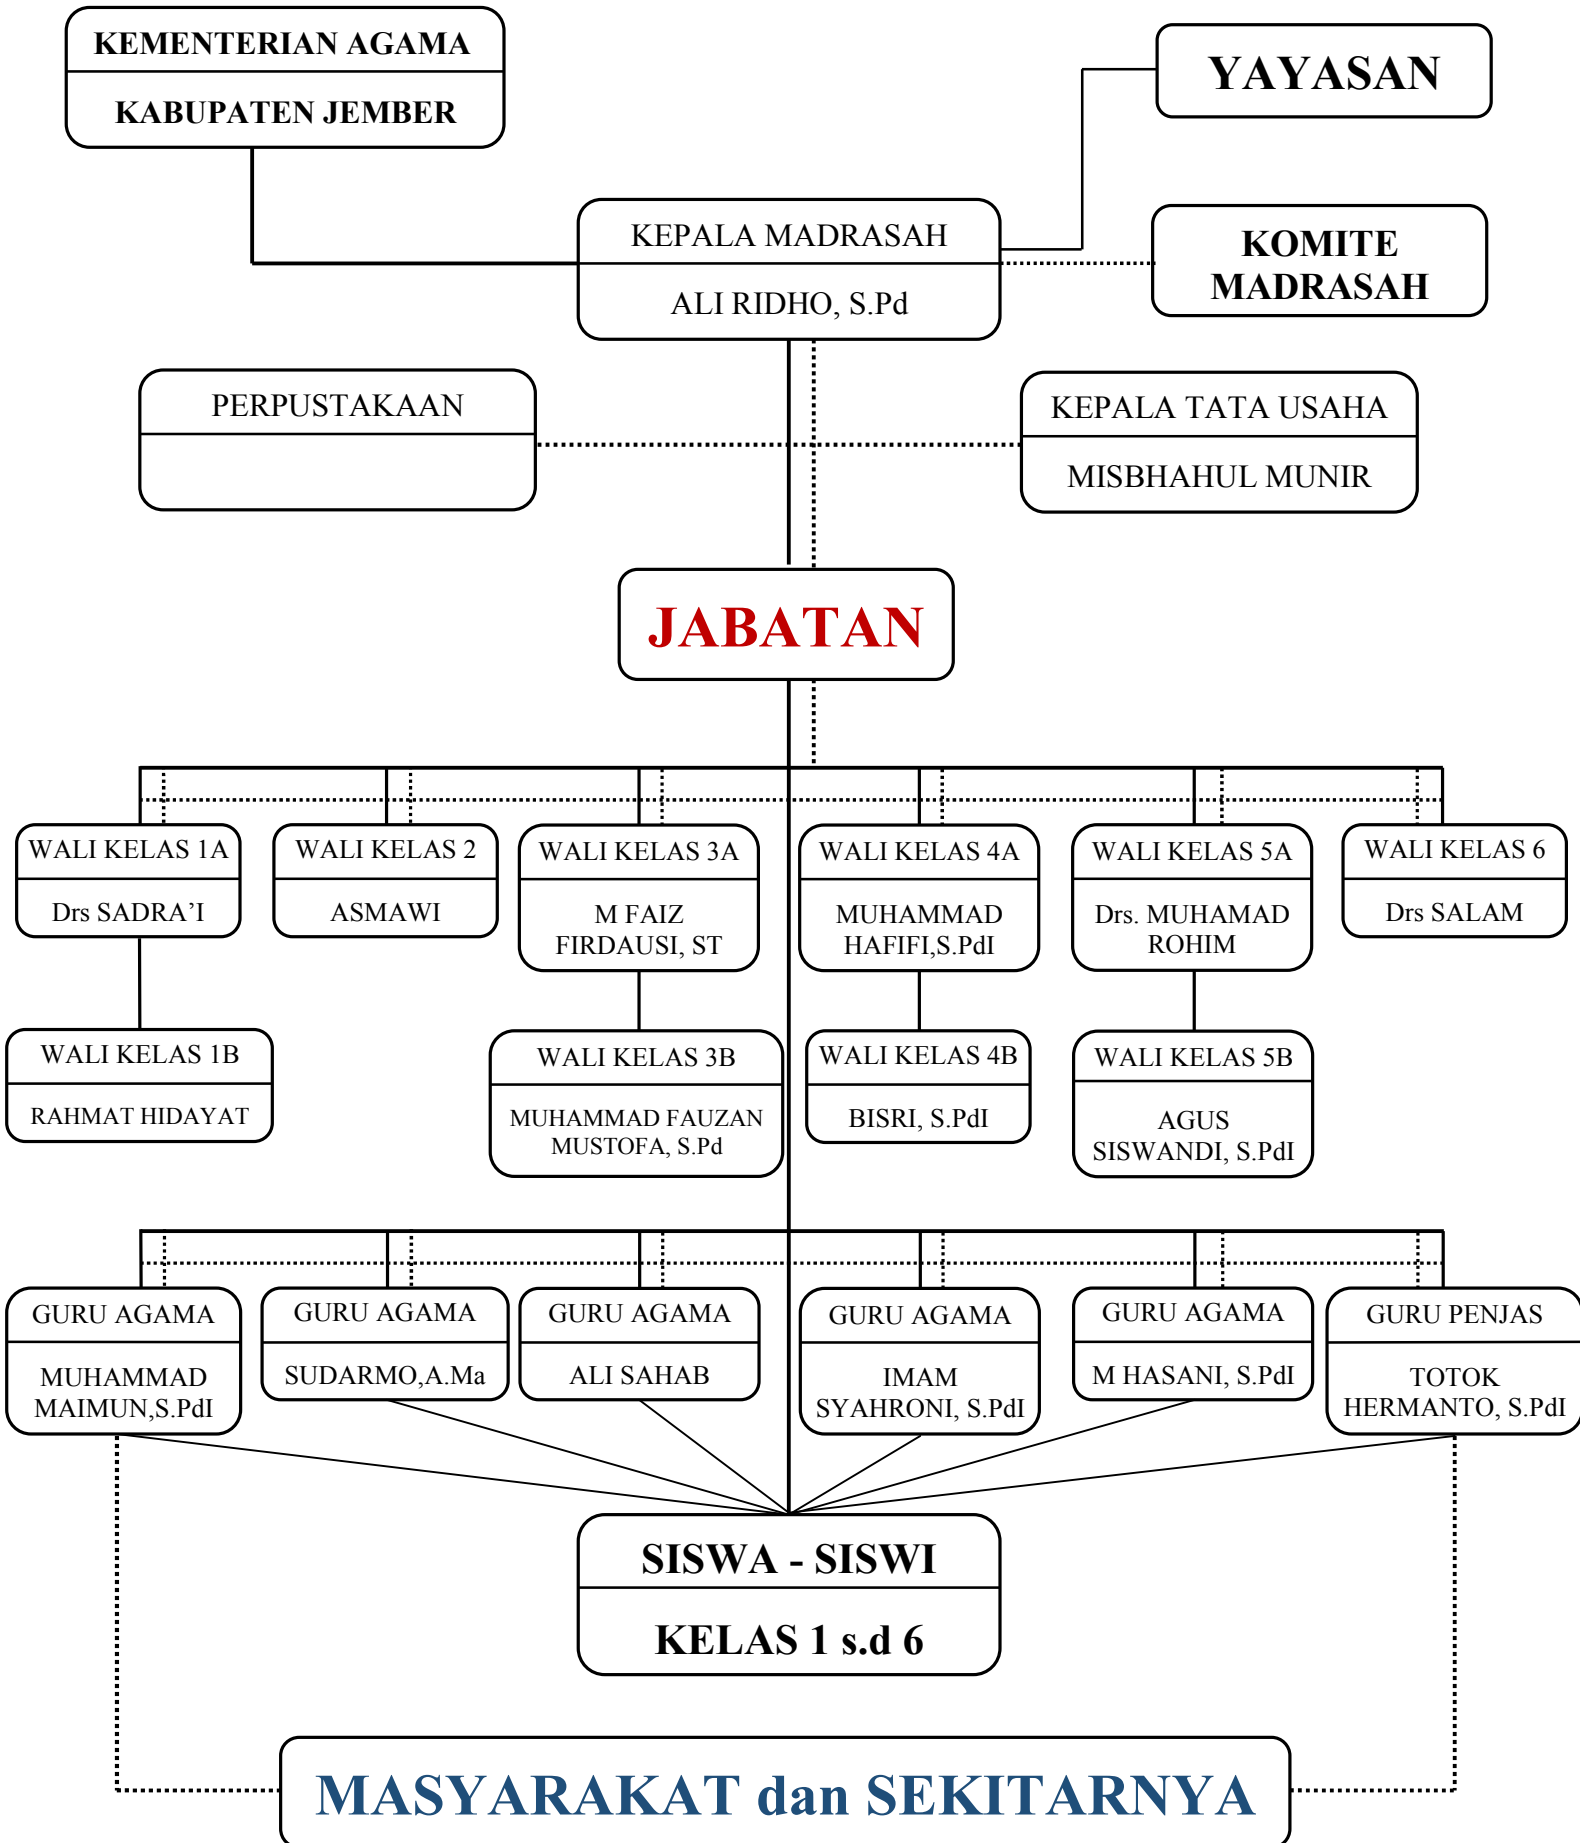 KEMENTERIAN AGAMA
KABUPATEN JEMBER
YAYASAN
KEPALA MADRASAH
ALI RIDHO, S.Pd
KOMITE
MADRASAH
PERPUSTAKAAN
KEPALA TATA USAHA
MISBHAHUL MUNIR
JABATAN
WALI KELAS 1A
Drs SADRA’I
WALI KELAS 2
ASMAWI
WALI KELAS 3A
M FAIZ
FIRDAUSI, ST
WALI KELAS 4A
MUHAMMAD
HAFIFI,S.PdI
WALI KELAS 5A
Drs. MUHAMAD
ROHIM
WALI KELAS 6
Drs SALAM
WALI KELAS 1B
RAHMAT HIDAYAT
WALI KELAS 3B
MUHAMMAD FAUZAN
MUSTOFA, S.Pd
WALI KELAS 4B
BISRI, S.PdI
WALI KELAS 5B
AGUS
SISWANDI, S.PdI
GURU AGAMA
MUHAMMAD
MAIMUN,S.PdI
GURU AGAMA
SUDARMO,A.Ma
GURU AGAMA
ALI SAHAB
GURU AGAMA
IMAM
SYAHRONI, S.PdI
GURU AGAMA
M HASANI, S.PdI
GURU PENJAS
TOTOK
HERMANTO, S.PdI
SISWA - SISWI
KELAS 1 s.d 6
MASYARAKAT dan SEKITARNYA